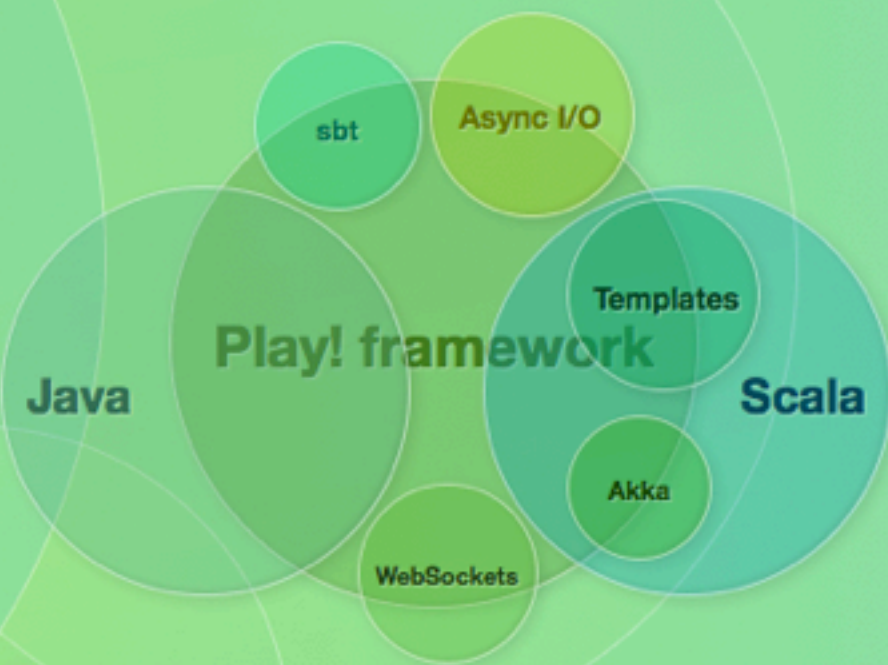 sbt
Async I/O
Templates
Play! framework
Java
Scala
Akka
WebSockets